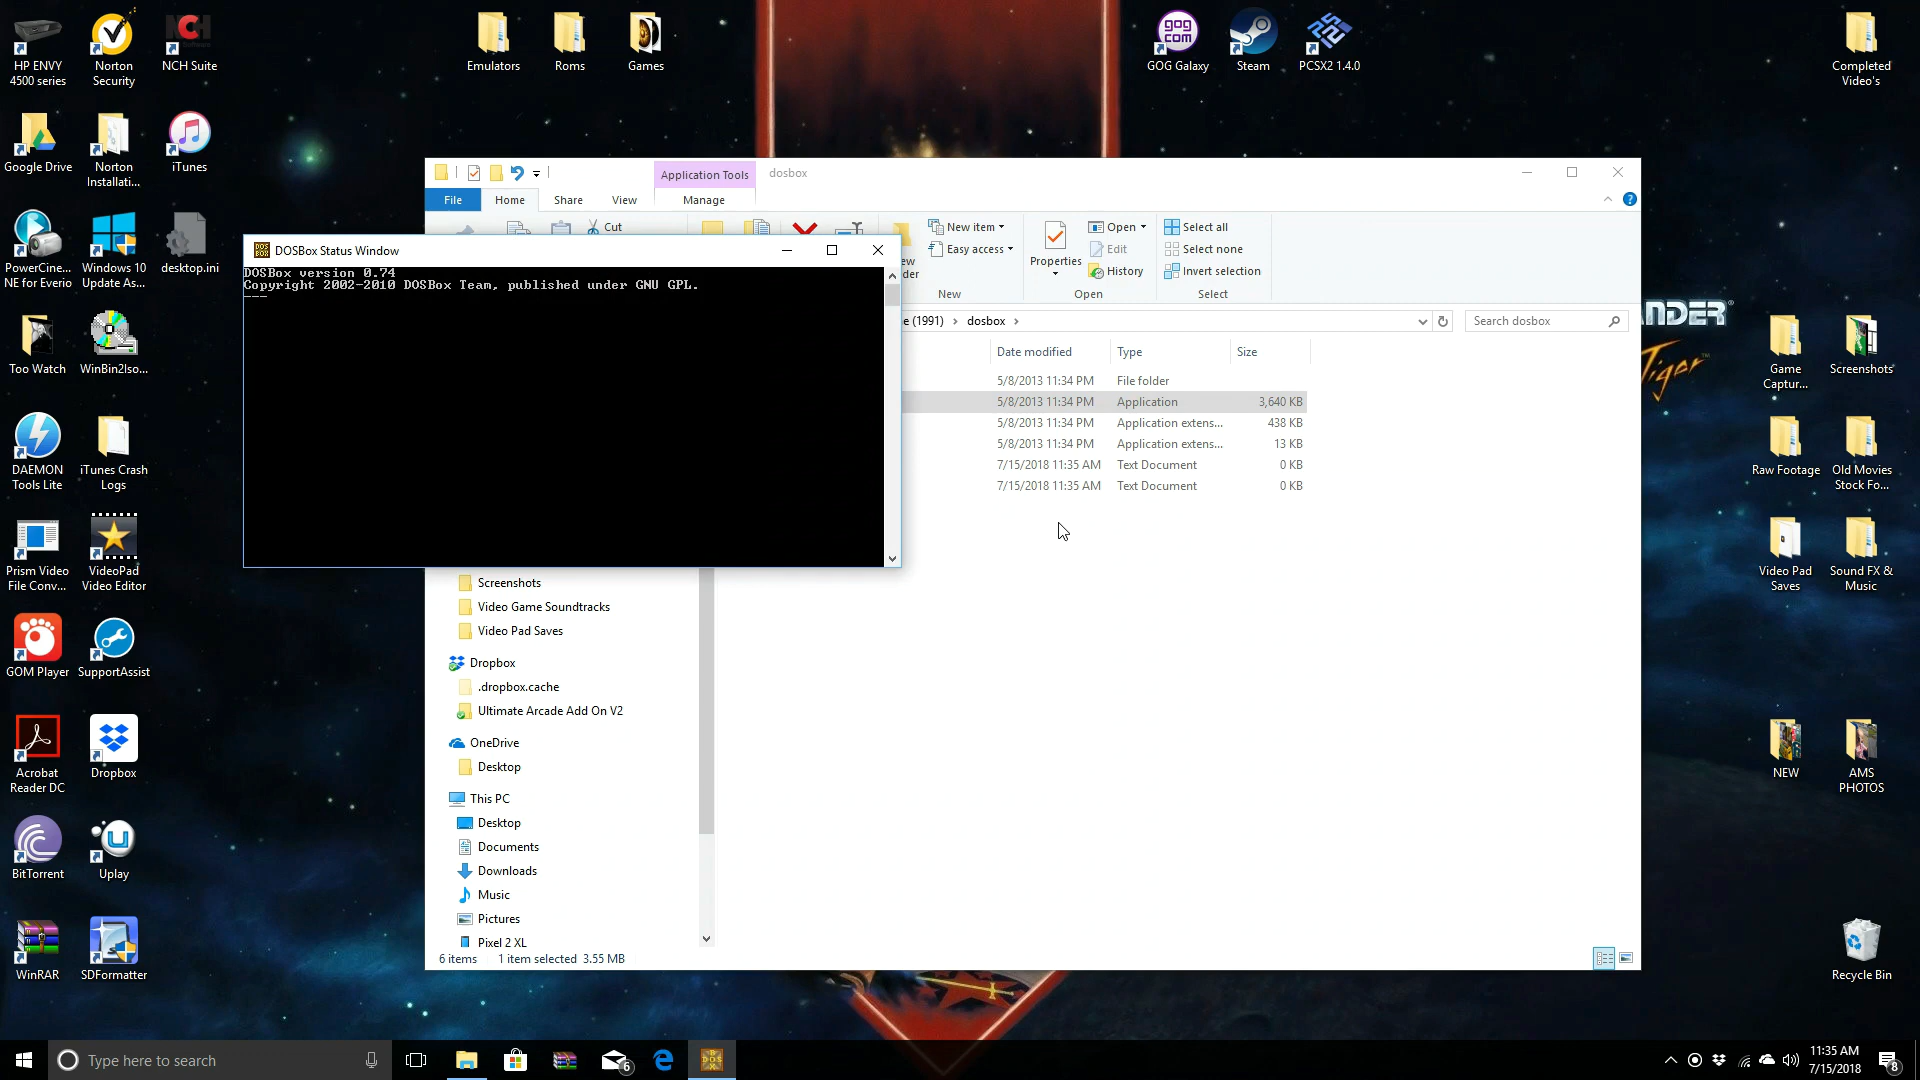 HP ENVY
4500 series
Norton
Security
NCH Suite
Emulators
Roms
Games
gog
com
GOG Galaxy
Steam
PCSX2 1.4.0
Completed
Video's
Google Drive
Norton
Installati...
iTunes
PowerCine...
NE for Everio
Windows 10
Update As...
desktop.ini
Too Watch
WinBin2Iso...
DAEMON
Tools Lite
iTunes Crash
Logs
Prism Video
File Conv...
VideoPad
Video Editor
GOM Player
SupportAssist
Acrobat
Reader DC
Dropbox
BitTorrent
Uplay
WinRAR
SDFormatter
Application Tools
dosbox
File
Home
Share
View
Manage
Cut
New item
Easy access
New
Properties
Open
Edit
History
Open
Select all
Select none
Invert selection
Select
DOSBox Status Window
DOSBox version 0.74
Copyright 2002-2010 DOSBox Team, published under GNU GPL.
---
e (1991) > dosbox >
Search dosbox
Date modified
Type
Size
5/8/2013 11:34 PM File folder
5/8/2013 11:34 PM Application 3,640 KB
5/8/2013 11:34 PM Application extens... 438 KB
5/8/2013 11:34 PM Application extens... 13 KB
7/15/2018 11:35 AM Text Document 0 KB
7/15/2018 11:35 AM Text Document 0 KB
Screenshots
Video Game Soundtracks
Video Pad Saves
Dropbox
.dropbox.cache
Ultimate Arcade Add On V2
OneDrive
Desktop
This PC
Desktop
Documents
Downloads
Music
Pictures
Pixel 2 XL
6 items 1 item selected 3.55 MB
NDER
Tiger
Game
Captur...
Screenshots
Raw Footage
Old Movies
Stock Fo...
Video Pad
Saves
Sound FX &
Music
NEW
AMS
PHOTOS
Recycle Bin
Type here to search
6
11:35 AM
7/15/2018
8